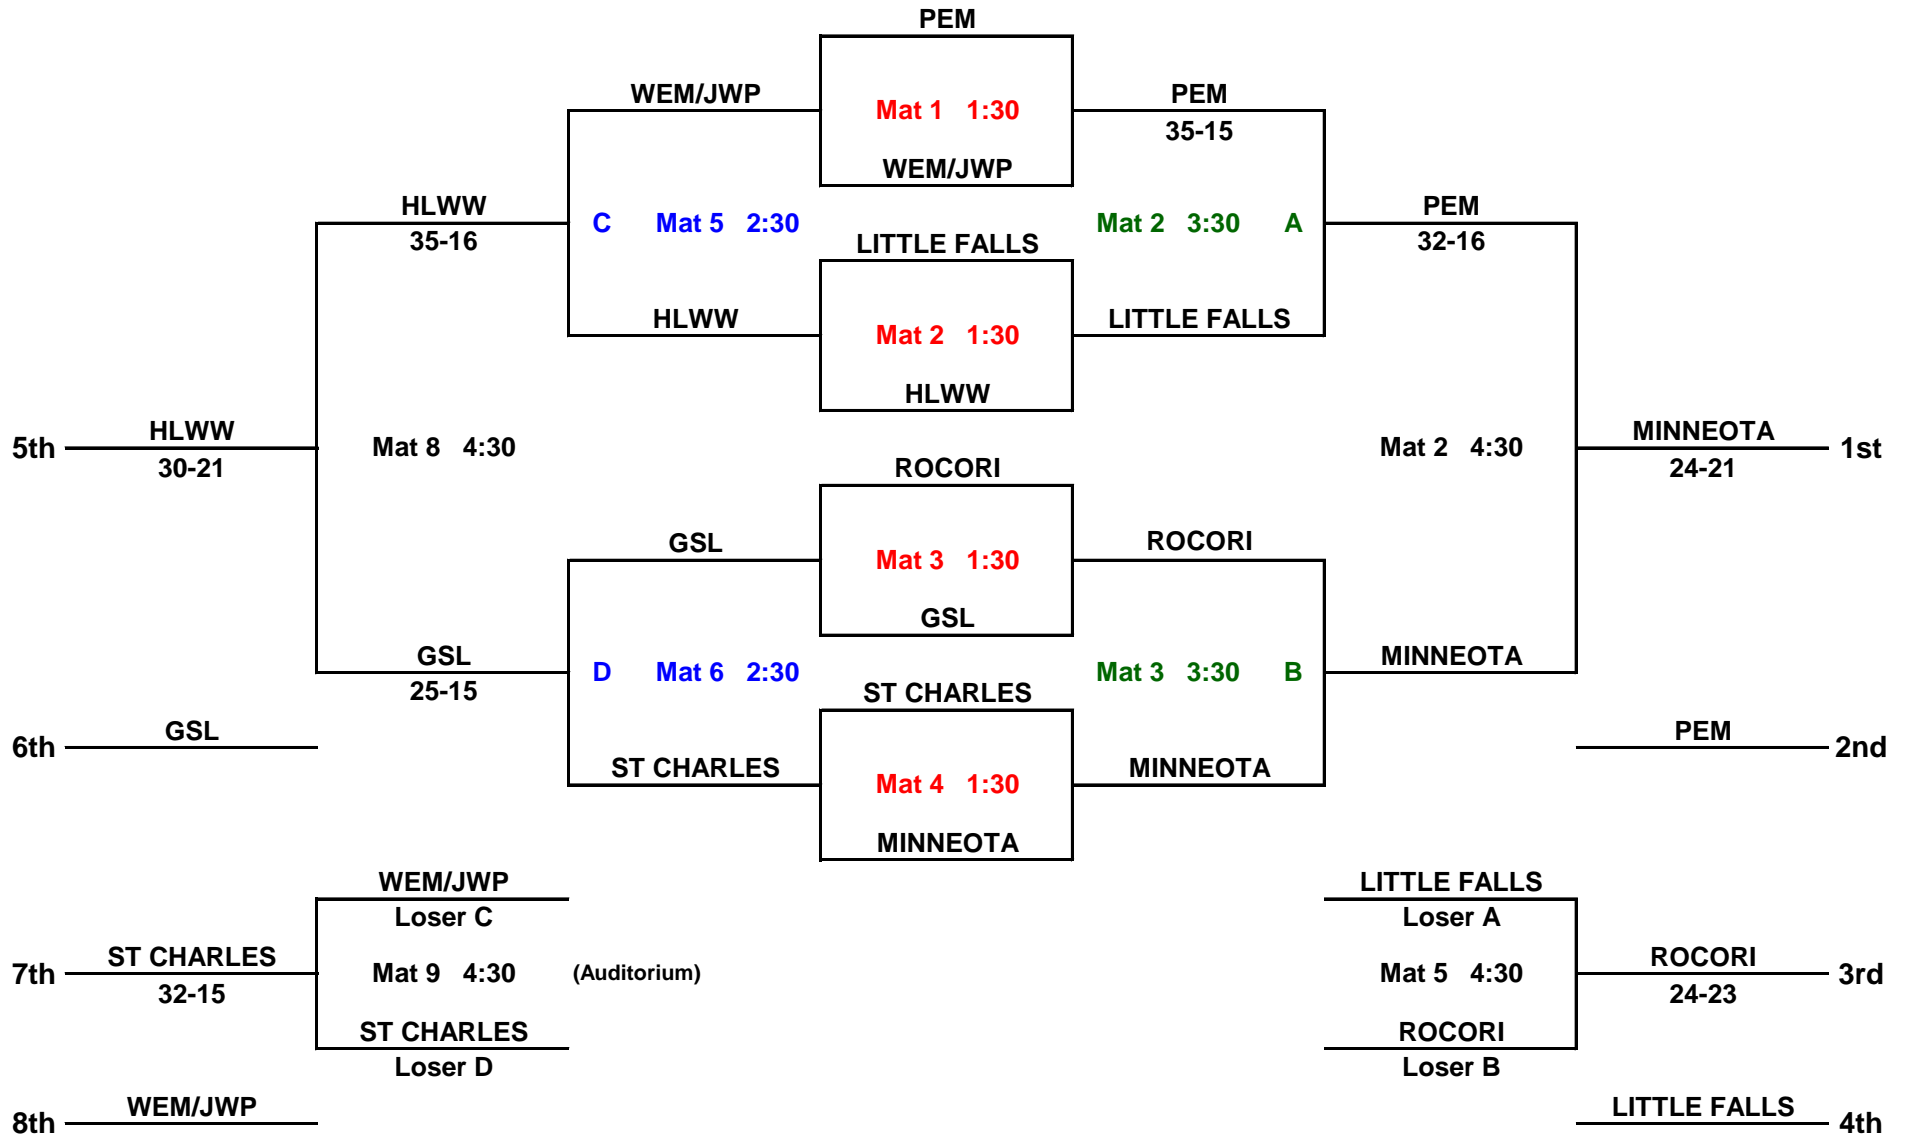 PEM
WEM/JWP
Mat 1 1:30
PEM
35-15
WEM/JWP
HLWW
35-16
C Mat 5 2:30
LITTLE FALLS
Mat 2 3:30 A
PEM
32-16
HLWW
Mat 2 1:30
LITTLE FALLS
HLWW
5th
HLWW
30-21
Mat 8 4:30
ROCORI
Mat 2 4:30
MINNEOTA
24-21
1st
GSL
Mat 3 1:30
ROCORI
GSL
GSL
25-15
D Mat 6 2:30
ST CHARLES
Mat 3 3:30 B
MINNEOTA
6th
GSL
ST CHARLES
Mat 4 1:30
MINNEOTA
PEM
2nd
MINNEOTA
WEM/JWP
Loser C
LITTLE FALLS
Loser A
7th
ST CHARLES
32-15
Mat 9 4:30
(Auditorium)
Mat 5 4:30
ROCORI
24-23
3rd
ST CHARLES
Loser D
ROCORI
Loser B
8th
WEM/JWP
LITTLE FALLS
4th